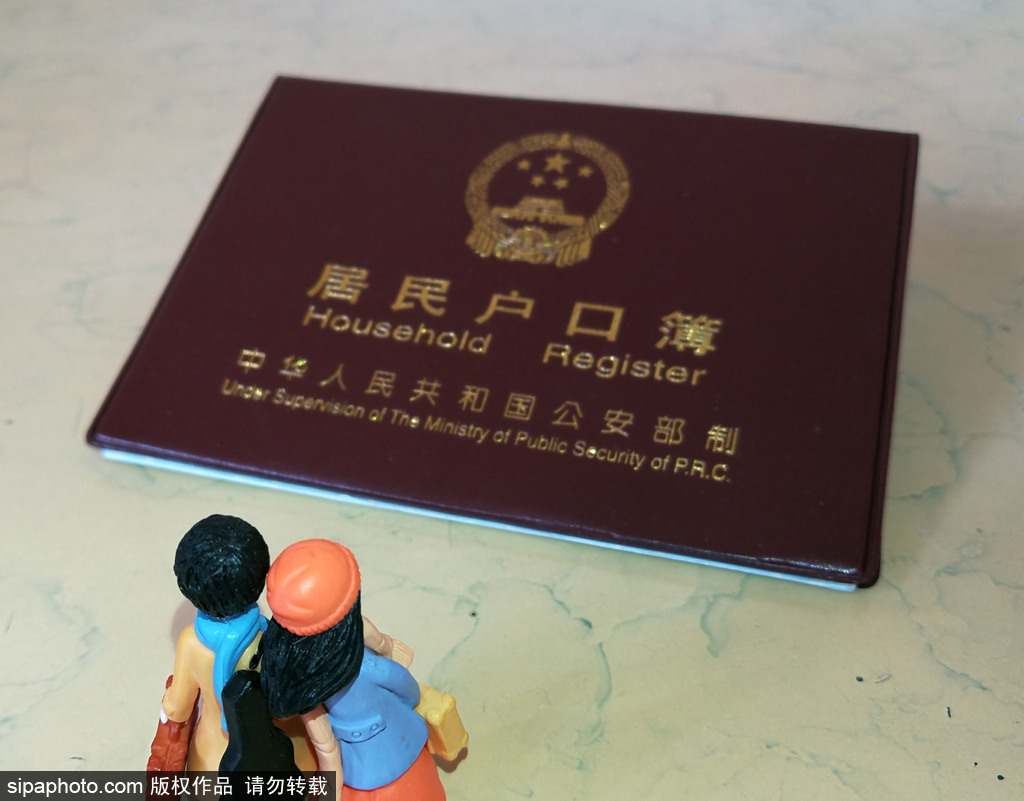 居民户口簿
Household Register
中华人民共和国公安部制
Under Supervision of The Ministry of Public Security of P.R.C.
sipaphoto.com 版权作品 请勿转载